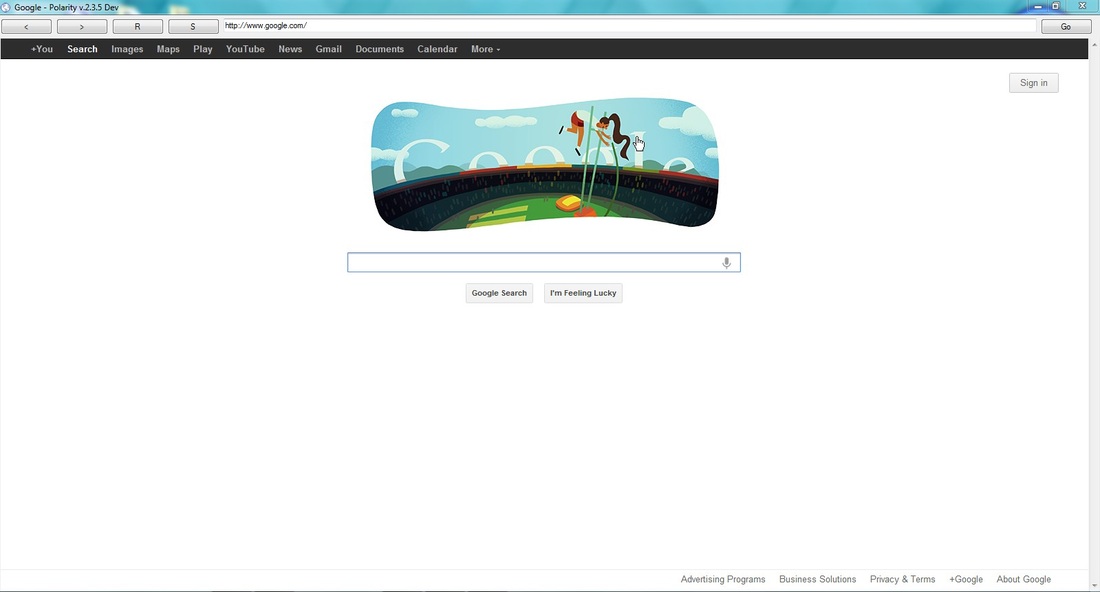 Google - Polarity v.2.3.5 Dev
< > R S http://www.google.com/ Go
+You Search Images Maps Play YouTube News Gmail Documents Calendar More
Sign in
Google
Google Search I'm Feeling Lucky
Advertising Programs Business Solutions Privacy & Terms +Google About Google